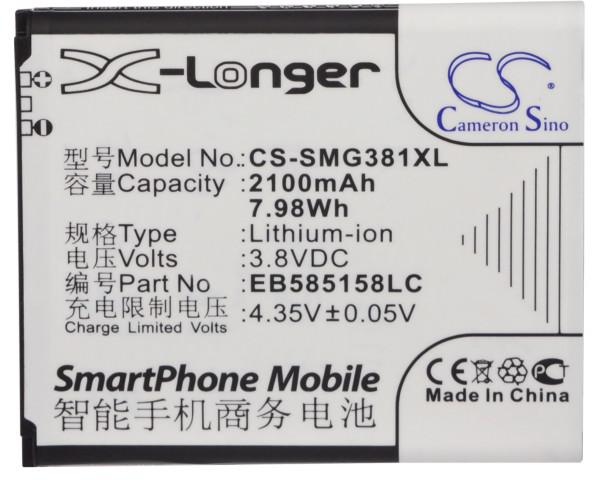 X-Longer
CS
Cameron Sino
型号Model :CS-SMG381XL
容量Capacity :2100mAh
7.98Wh
规格Type :Lithium-ion
电压Volts :3.8VDC
编号Part No :EB585158LC
充电限制电压 :4.35V±0.05V
Charge Limited Volts
SmartPhone Mobile
智能手机商务电池
CE PCT
Made In China